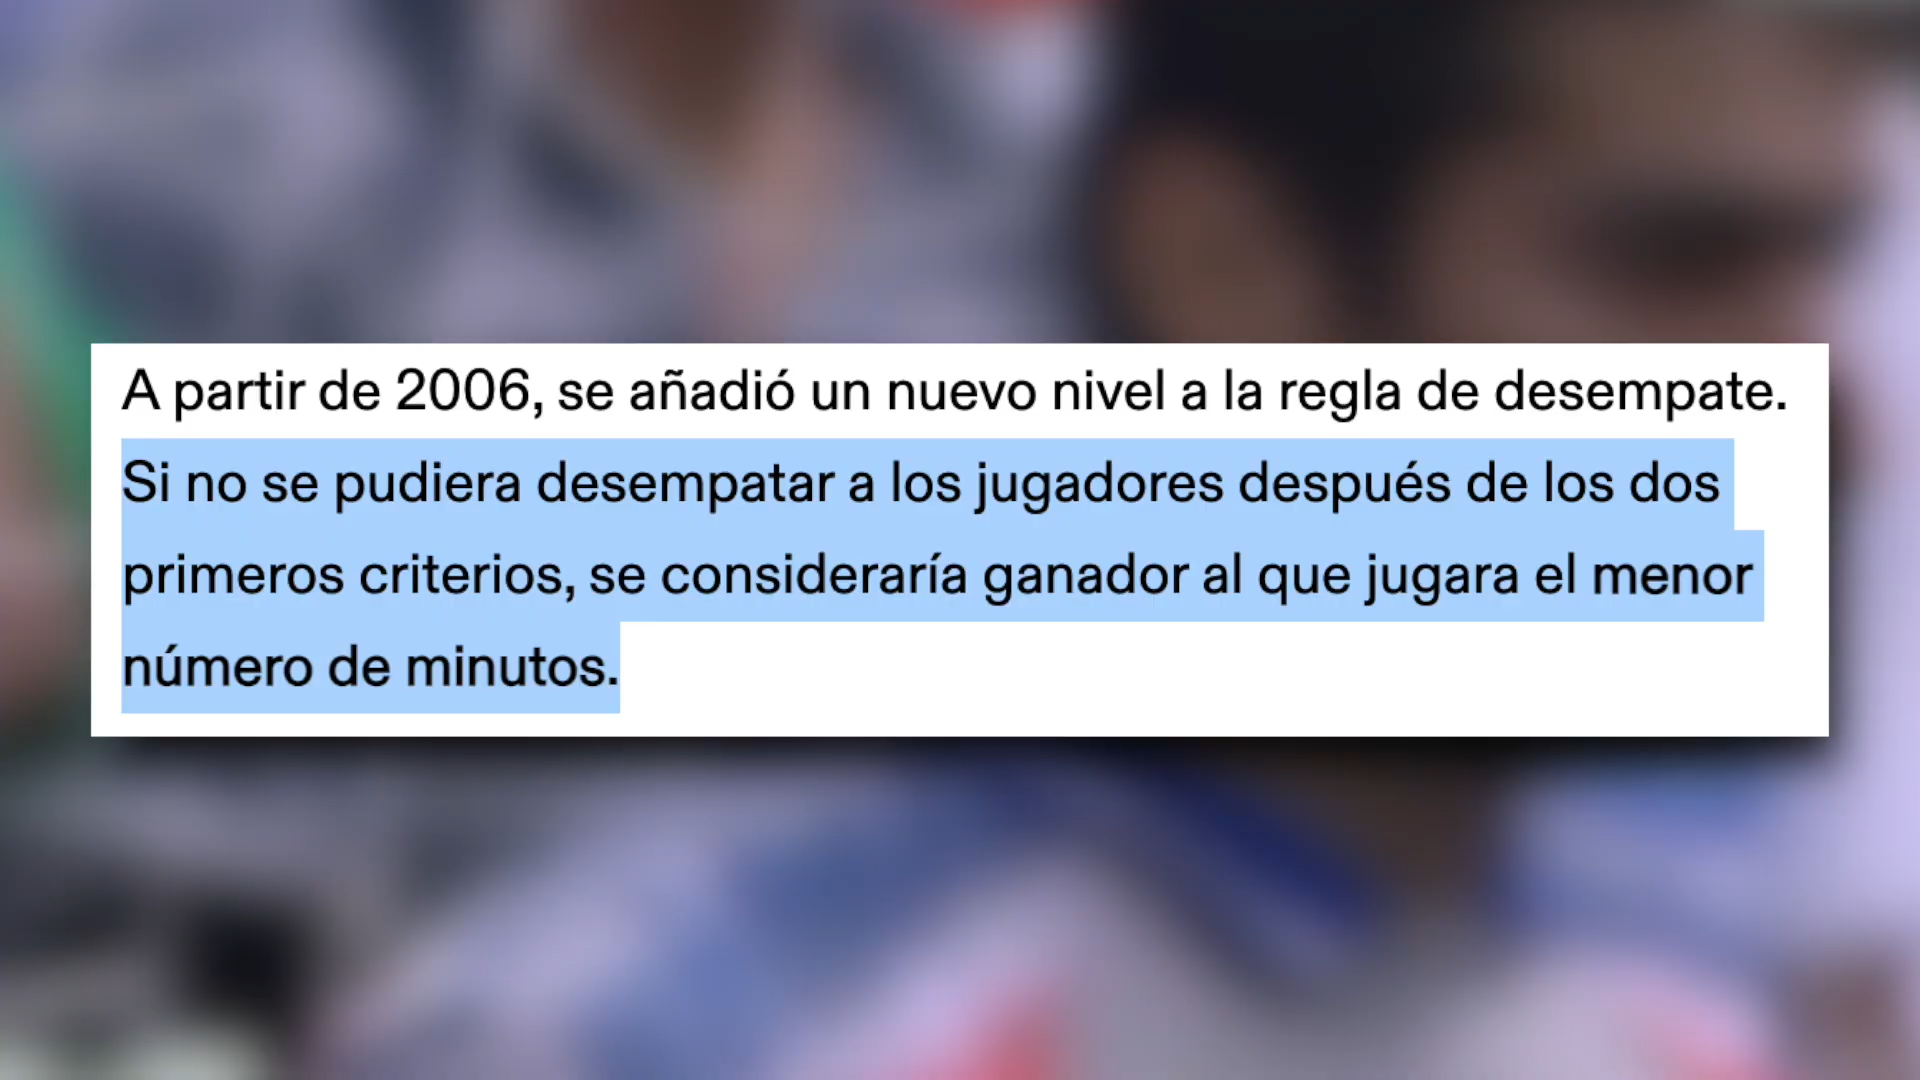 A partir de 2006, se añadió un nuevo nivel a la regla de desempate.
Si no se pudiera desempatar a los jugadores después de los dos
primeros criterios, se consideraría ganador al que jugara el menor
número de minutos.